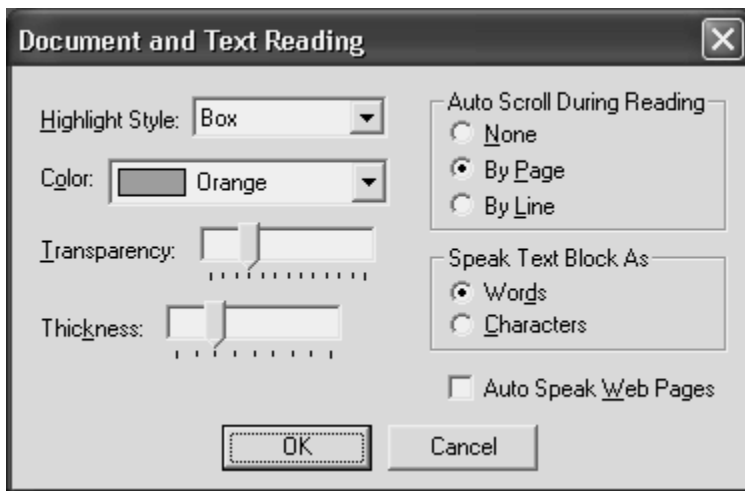 Document and Text Reading
Highlight Style: Box
Color: Orange
Transparency:
Thickness:
Auto Scroll During Reading
None
By Page
By Line
Speak Text Block As
Words
Characters
Auto Speak Web Pages
OK Cancel